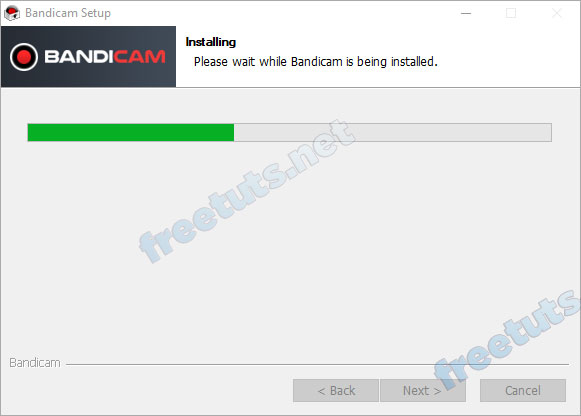 Bandicam Setup
BANDICAM
Installing
Please wait while Bandicam is being installed.
freetuts.net
freetuts
Bandicam
< Back
Next >
Cancel